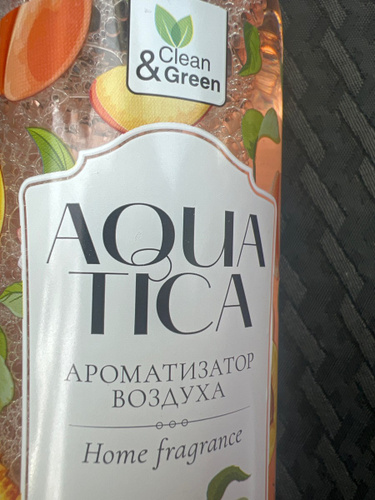 Clean
& Green
AQUA
TICA
АРОМАТИЗАТОР
ВОЗДУХА
Home fragrance